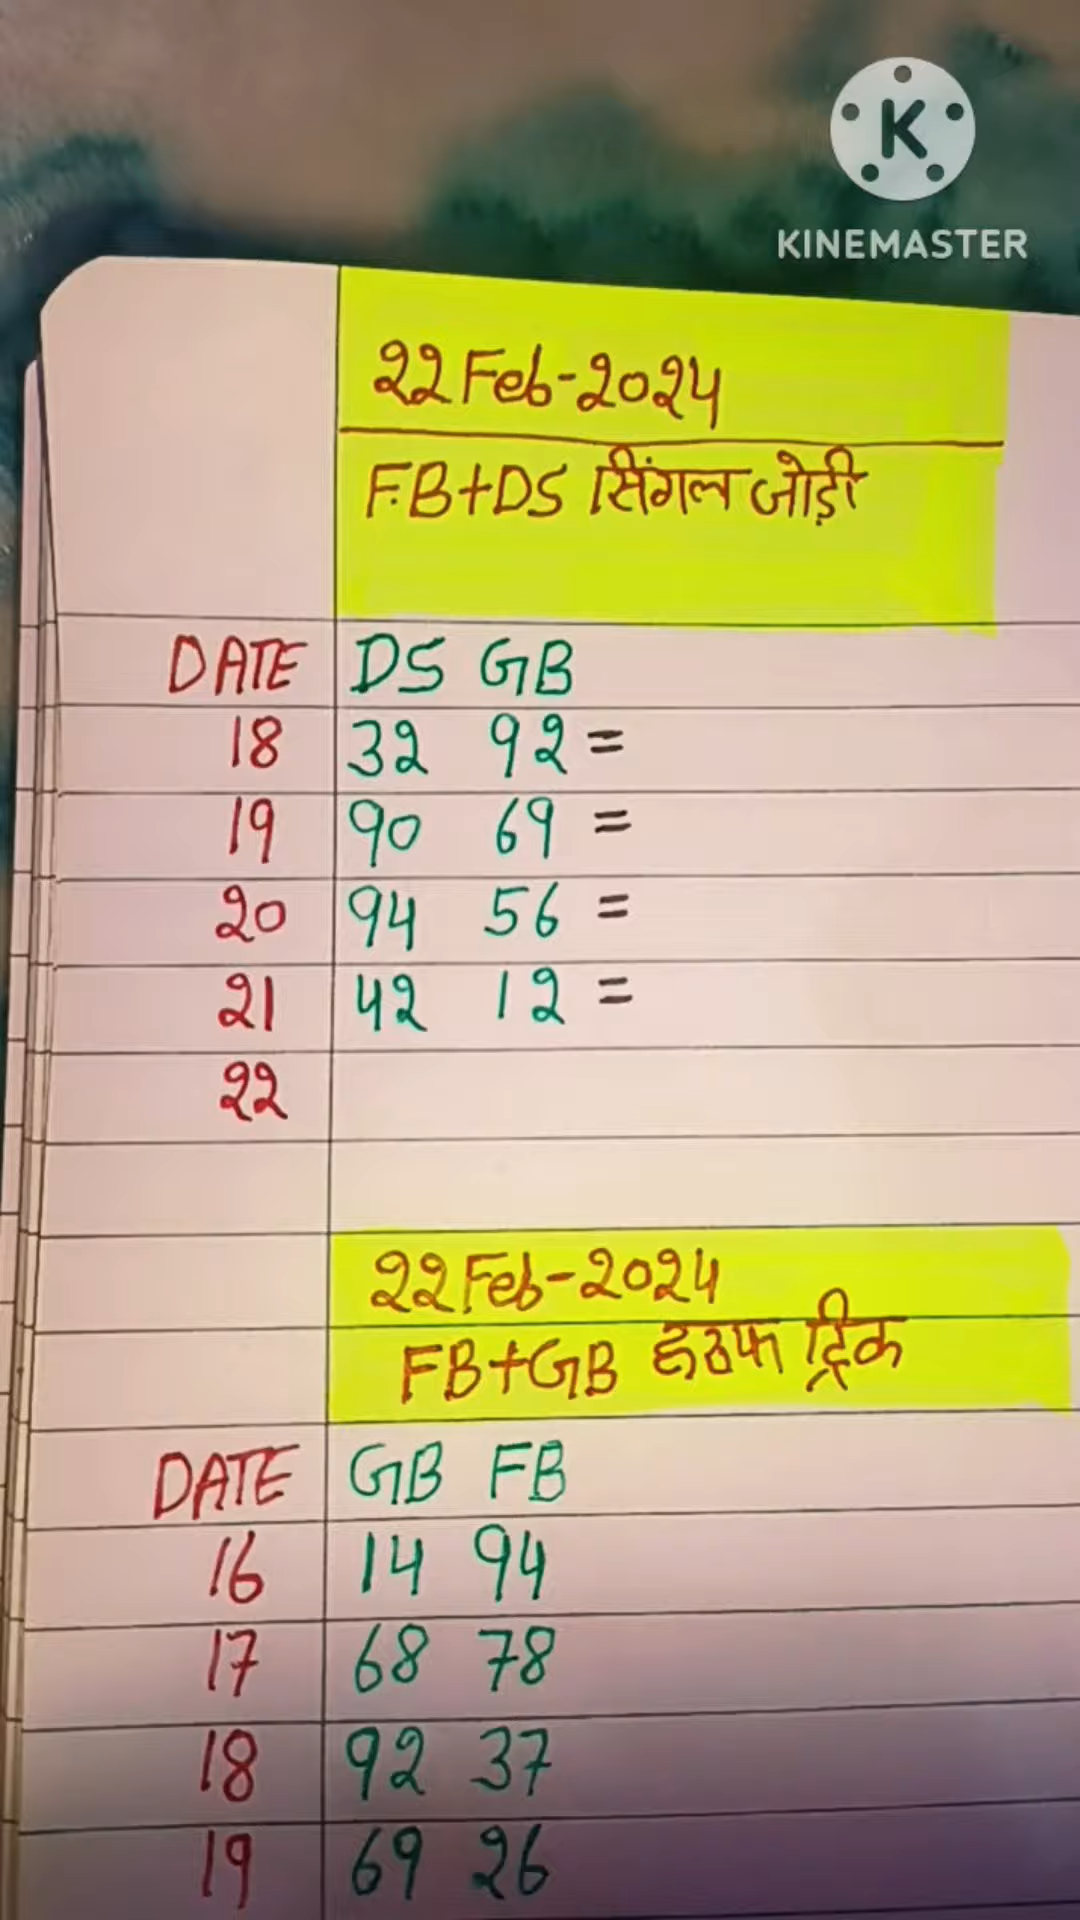 K
KINEMASTER
22 Feb-2024
F.B+DS सिंगल जोड़ी
DATE DS GB
18 32 92 =
19 90 69 =
20 94 56 =
21 42 12 =
22
22 Feb-2024
FB+GB हरुफ ट्रिक
DATE GB FB
16 14 94
17 68 78
18 92 37
19 69 26